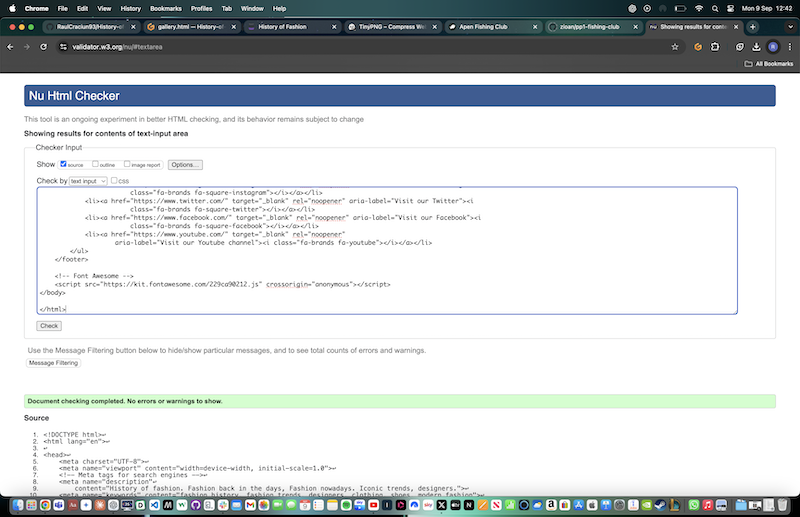 Chrome File Edit View History Bookmarks Profiles Tab Window Help Mon 9 Sep 12:42
RaulCraciun93/History-of gallery.html — History-of History of Fashion TinyPNG – Compress We Apen Fishing Club zioan/pp1-fishing-club Showing results for conte
validator.w3.org/nu/#textarea
All Bookmarks
Nu Html Checker
This tool is an ongoing experiment in better HTML checking, and its behavior remains subject to change
Showing results for contents of text-input area
Checker Input
Show source outline image report Options...
Check by text input css
class="fa-brands fa-square-instagram"></i></a></li>
<li><a href="https://www.twitter.com/" target="_blank" rel="noopener" aria-label="Visit our Twitter"><i
class="fa-brands fa-square-twitter"></i></a></li>
<li><a href="https://www.facebook.com/" target="_blank" rel="noopener" aria-label="Visit our Facebook"><i
class="fa-brands fa-square-facebook"></i></a></li>
<li><a href="https://www.youtube.com/" target="_blank" rel="noopener"
aria-label="Visit our Youtube channel"><i class="fa-brands fa-youtube"></i></a></li>
</ul>
</footer>
<!-- Font Awesome -->
<script src="https://kit.fontawesome.com/229ca90212.js" crossorigin="anonymous"></script>
</body>
</html>
Check
Use the Message Filtering button below to hide/show particular messages, and to see total counts of errors and warnings.
Message Filtering
Document checking completed. No errors or warnings to show.
Source
1. <!DOCTYPE html>↩
2. <html lang="en">↩
3. ↩
4. <head>↩
5. <meta charset="UTF-8">↩
6. <meta name="viewport" content="width=device-width, initial-scale=1.0">↩
7. <!-- Meta tags for search engines -->↩
8. <meta name="description"↩
9. content="History of fashion. Fashion back in the days, Fashion nowadays. Iconic trends, designers.">↩
10. <meta name="keywords" content="fashion history, fashion trends, designers, clothing, shoes, modern fashion">↩